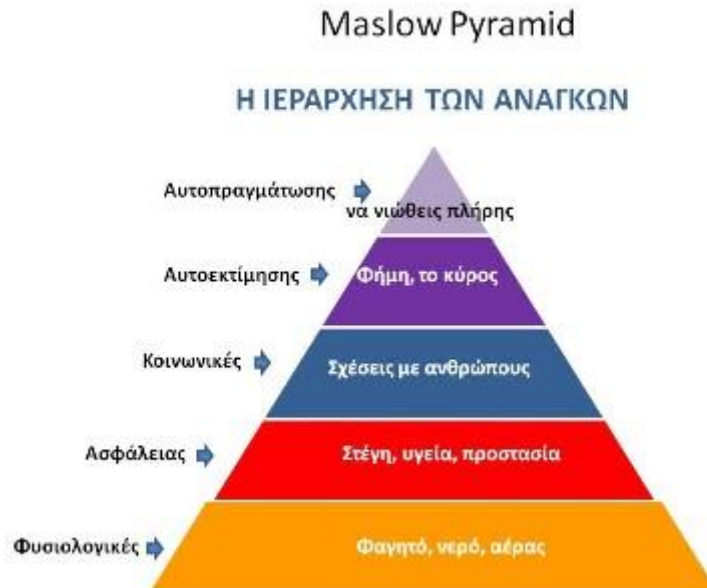 Maslow Pyramid
Η ΙΕΡΑΡΧΗΣΗ ΤΩΝ ΑΝΑΓΚΩΝ
Αυτοπραγμάτωσης
να νιώθεις πλήρης
Αυτοεκτίμησης
Φήμη, το κύρος
Κοινωνικές
Σχέσεις με ανθρώπους
Ασφάλειας
Στέγη, υγεία, προστασία
Φυσιολογικές
Φαγητό, νερό, αέρας